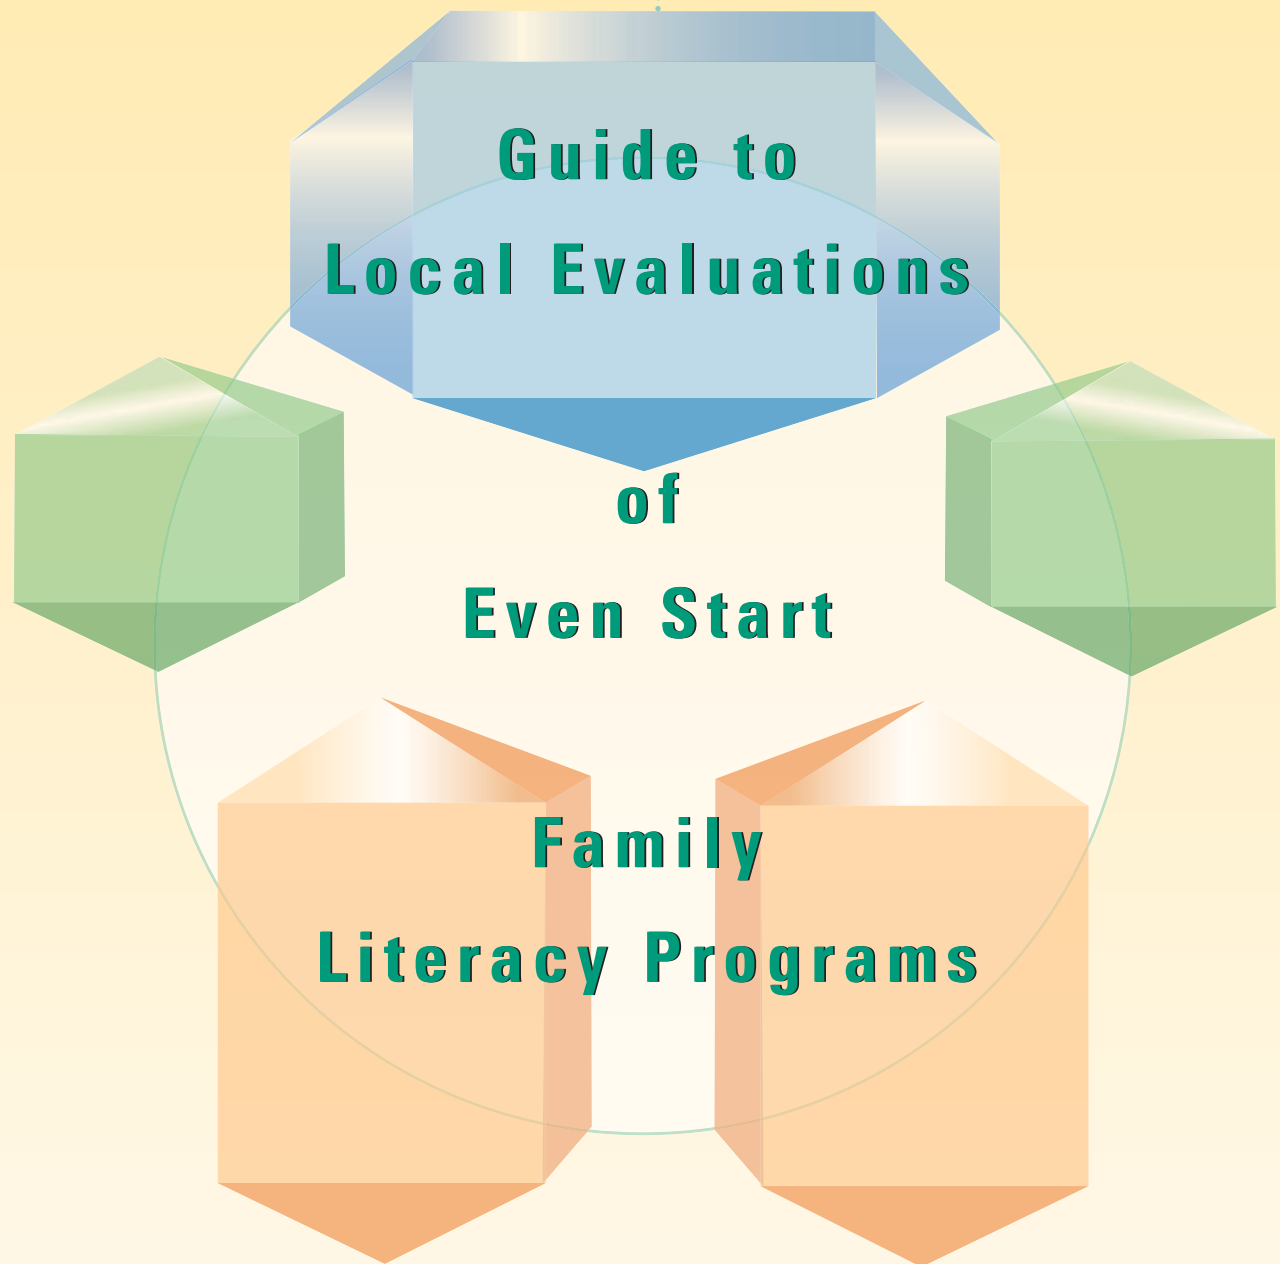 Guide to
Local Evaluations
of
Even Start
Family
Literacy Programs